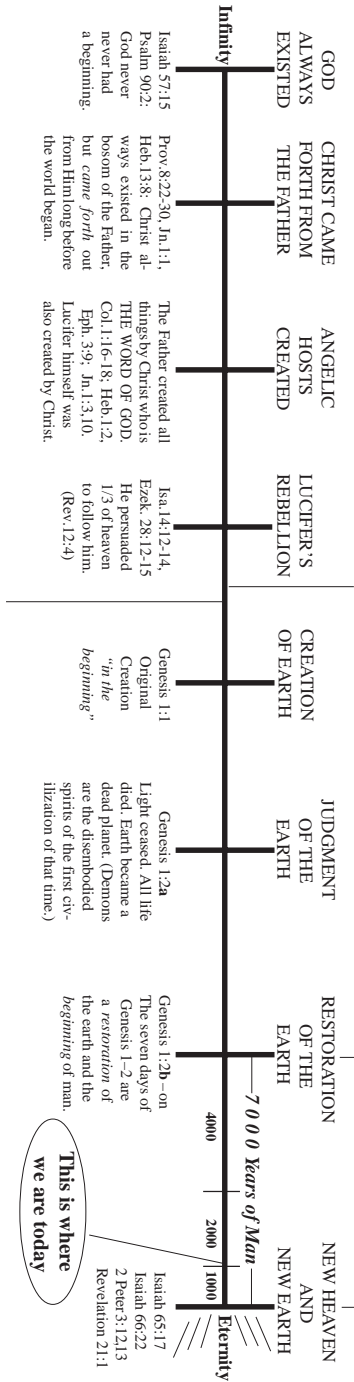 GOD
ALWAYS
EXISTED
CHRIST CAME
FORTH FROM
THE FATHER
ANGELIC
HOSTS
CREATED
LUCIFER'S
REBELLION
CREATION
OF EARTH
JUDGMENT
OF THE
EARTH
RESTORATION
OF THE
EARTH
NEW HEAVEN
AND
NEW EARTH
7 0 0 0 Years of Man
Infinity
4000
2000
1000
Eternity
Isaiah 57:15
Psalm 90:2:
God never
never had
a beginning.
Prov.8:22-30, Jn.1:1,
Heb.13:8: Christ al-
ways existed in the
bosom of the Father,
but came forth out
from Him long before
the world began.
The Father created all
things by Christ who is
THE WORD OF GOD.
Col.1:16-18; Heb.1:2,
Eph. 3:9; Jn.1:3,10.
Lucifer himself was
also created by Christ.
Isa.14:12-14,
Ezek. 28:12-15
He persuaded
1/3 of heaven
to follow him.
(Rev.12:4)
Genesis 1:1
Original
Creation
"in the
beginning"
Genesis 1:2a
Light ceased. All life
died. Earth became a
dead planet. (Demons
are the disembodied
spirits of the first civ-
ilization of that time.)
Genesis 1:2b – on
The seven days of
Genesis 1–2 are
a restoration of
the earth and the
beginning of man.
This is where
we are today
Isaiah 65:17
Isaiah 66:22
2 Peter 3:12,13
Revelation 21:1